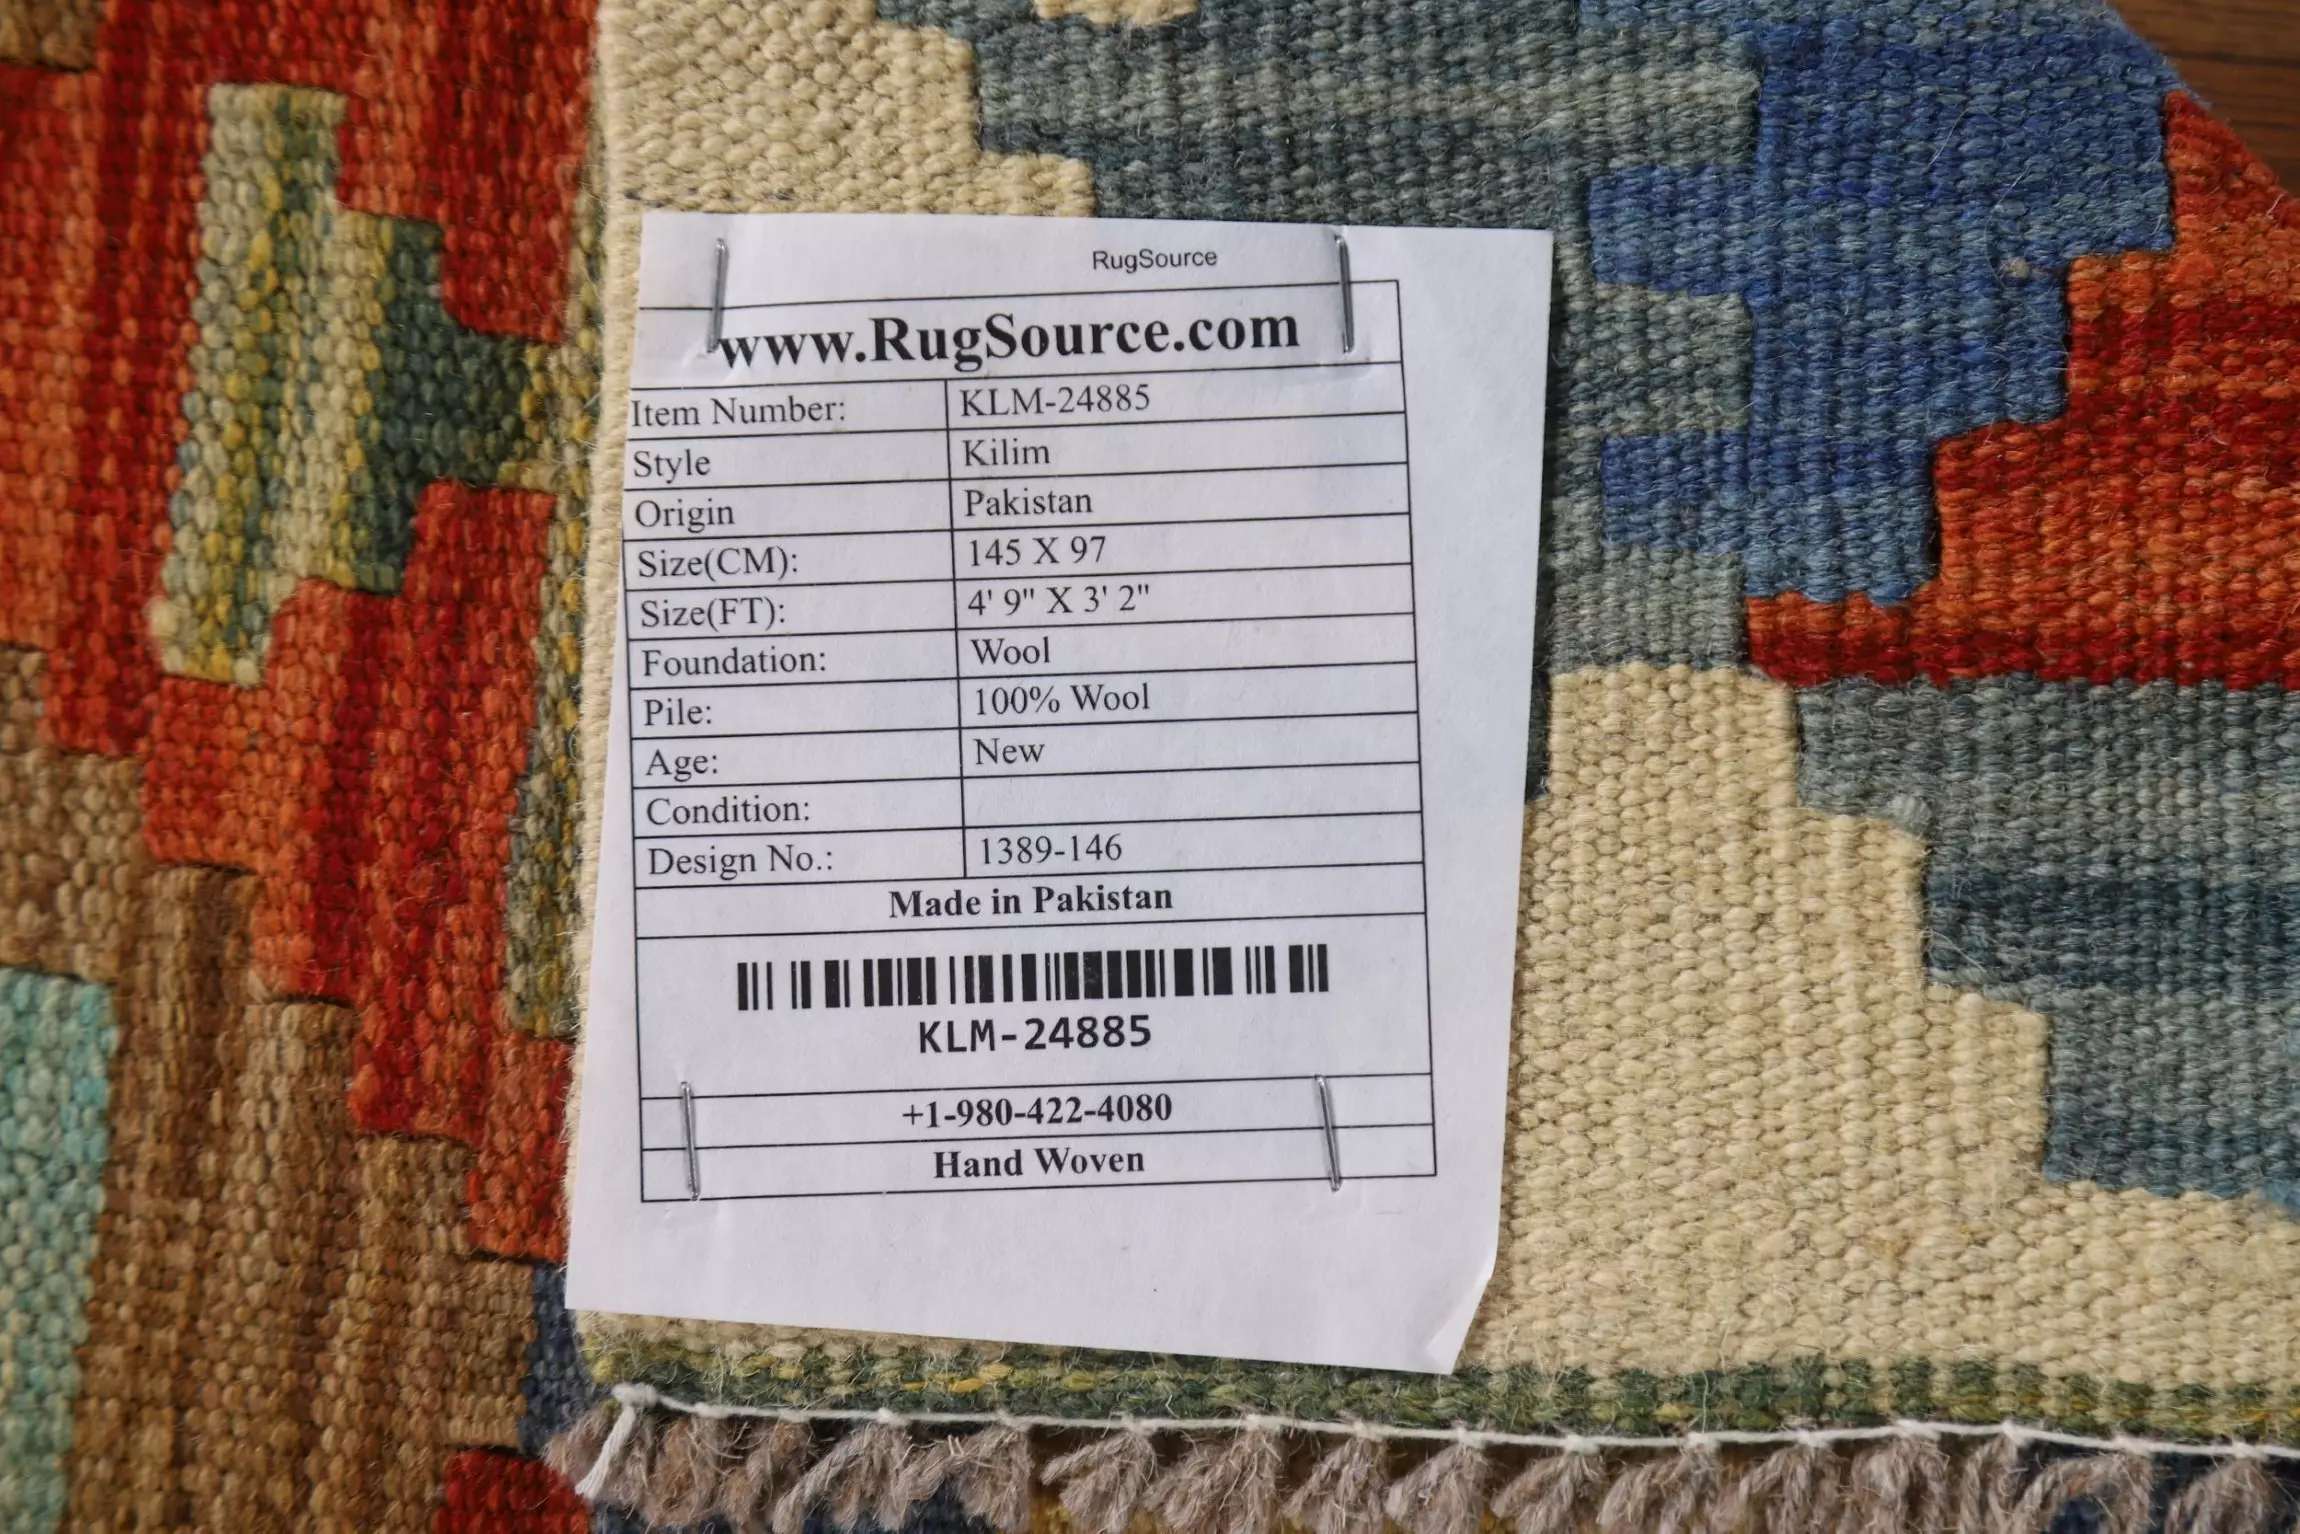 RugSource
www.RugSource.com
Item Number: KLM-24885
Style Kilim
Origin Pakistan
Size(CM): 145 X 97
Size(FT): 4' 9" X 3' 2"
Foundation: Wool
Pile: 100% Wool
Age: New
Condition:
Design No.: 1389-146
Made in Pakistan
KLM-24885
+1-980-422-4080
Hand Woven